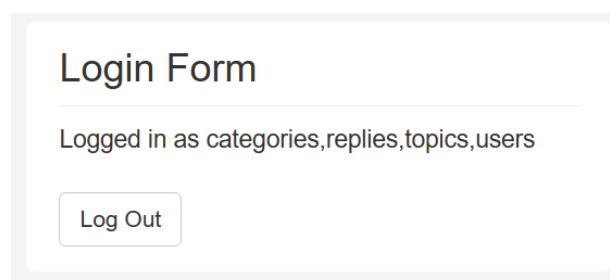 Login Form
Logged in as categories,replies,topics,users
Log Out